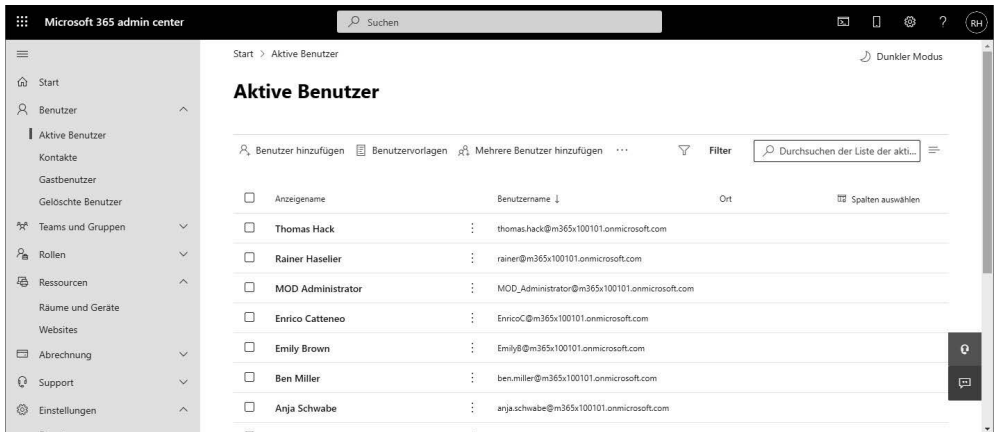 Microsoft 365 admin center
Suchen
?
RH
Start
Benutzer
Aktive Benutzer
Kontakte
Gastbenutzer
Gelöschte Benutzer
Teams und Gruppen
Rollen
Ressourcen
Räume und Geräte
Websites
Abrechnung
Support
Einstellungen
Start > Aktive Benutzer
Dunkler Modus
Aktive Benutzer
Benutzer hinzufügen Benutzervorlagen Mehrere Benutzer hinzufügen ··· Filter Durchsuchen der Liste der akti...
Anzeigename Benutzername ↓ Ort Spalten auswählen
Thomas Hack thomas.hack@m365x100101.onmicrosoft.com
Rainer Haselier rainer@m365x100101.onmicrosoft.com
MOD Administrator MOD_Administrator@m365x100101.onmicrosoft.com
Enrico Catteneo EnricoC@m365x100101.onmicrosoft.com
Emily Brown EmilyB@m365x100101.onmicrosoft.com
Ben Miller ben.miller@m365x100101.onmicrosoft.com
Anja Schwabe anja.schwabe@m365x100101.onmicrosoft.com